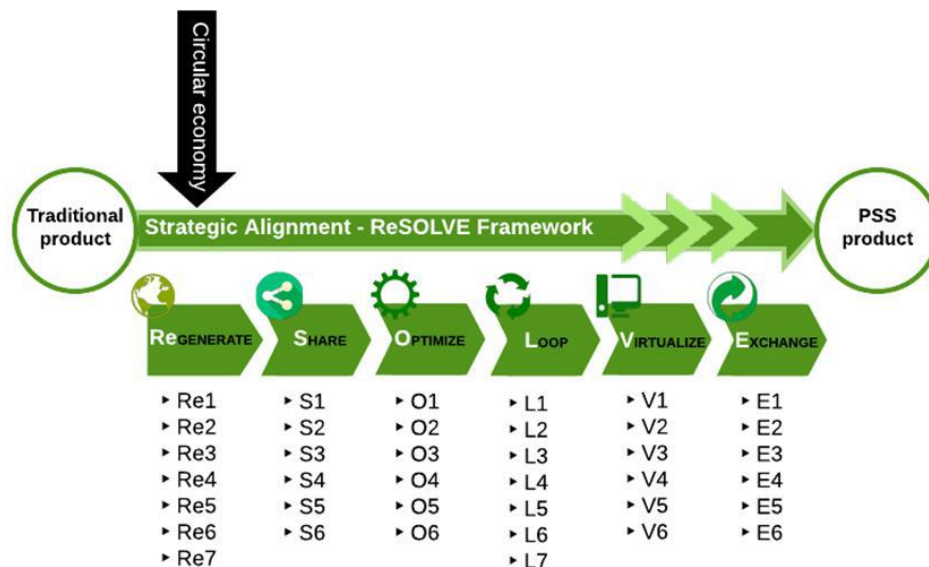 Circular economy
Traditional
product
Strategic Alignment - ReSOLVE Framework
PSS
product
ReGENERATE
SHARE
OPTIMIZE
LOOP
VIRTUALIZE
EXCHANGE
‣ Re1
‣ Re2
‣ Re3
‣ Re4
‣ Re5
‣ Re6
‣ Re7
‣ S1
‣ S2
‣ S3
‣ S4
‣ S5
‣ S6
‣ O1
‣ O2
‣ O3
‣ O4
‣ O5
‣ O6
‣ L1
‣ L2
‣ L3
‣ L4
‣ L5
‣ L6
‣ L7
‣ V1
‣ V2
‣ V3
‣ V4
‣ V5
‣ V6
‣ E1
‣ E2
‣ E3
‣ E4
‣ E5
‣ E6